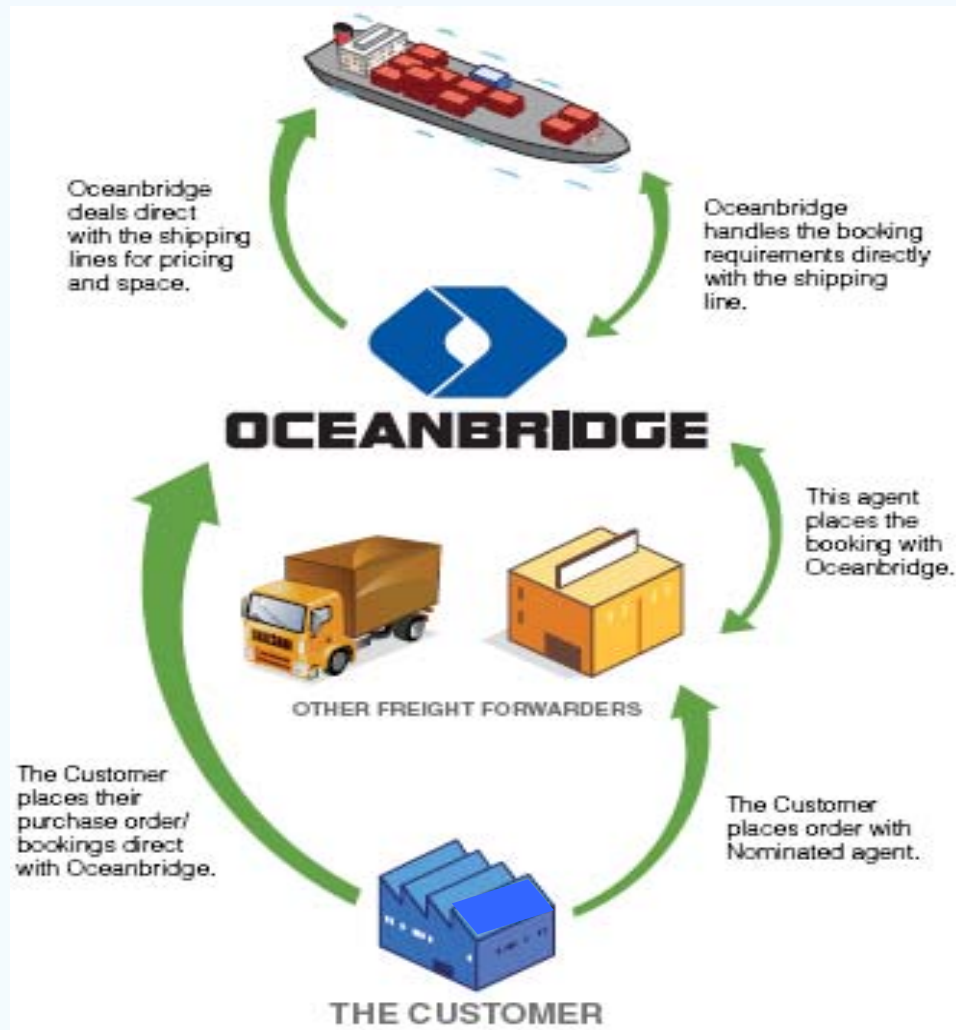 Oceanbridge
deals direct
with the shipping
lines for pricing
and space.
Oceanbridge
handles the booking
requirements directly
with the shipping
line.
OCEANBRIDGE
This agent
places the
booking with
Oceanbridge.
OTHER FREIGHT FORWARDERS
The Customer
places their
purchase order/
bookings direct
with Oceanbridge.
The Customer
places order with
Nominated agent.
THE CUSTOMER